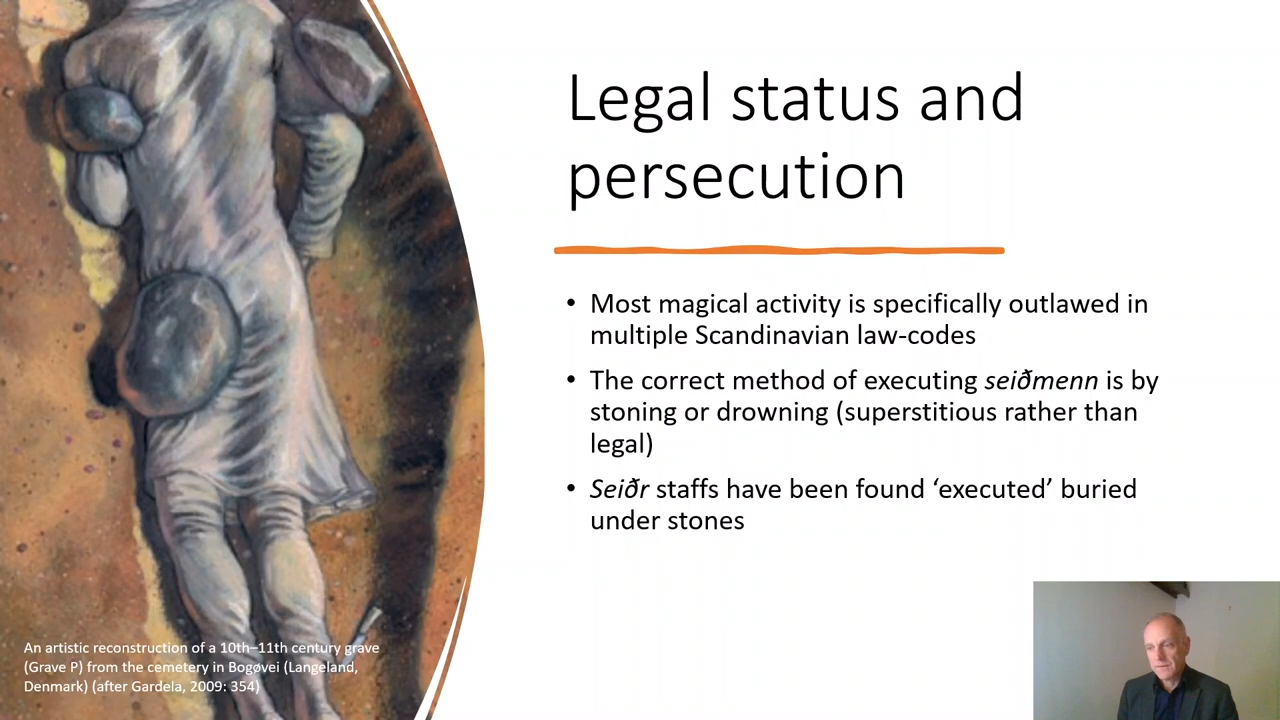 Legal status and
persecution
• Most magical activity is specifically outlawed in
multiple Scandinavian law-codes
• The correct method of executing seiðmenn is by
stoning or drowning (superstitious rather than
legal)
• Seiðr staffs have been found ‘executed’ buried
under stones
An artistic reconstruction of a 10th–11th century grave
(Grave P) from the cemetery in Bogøvei (Langeland,
Denmark) (after Gardela, 2009: 354)